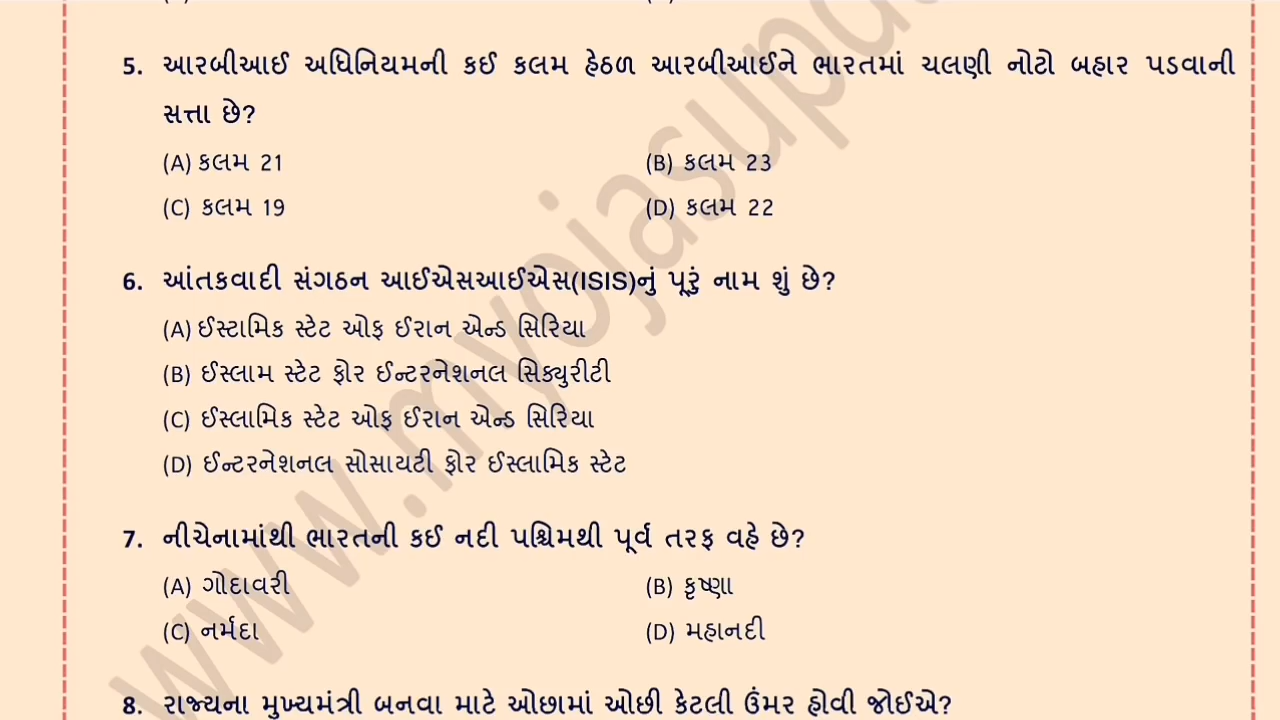 5. આરબીઆઈ અધિનિયમની કઈ કલમ હેઠળ આરબીઆઈને ભારતમાં ચલણી નોટો બહાર પડવાની
સત્તા છે?
(A) કલમ 21 (B) કલમ 23
(C) કલમ 19 (D) કલમ 22
6. આંતકવાદી સંગઠન આઈએસઆઈએસ(ISIS)નું પૂરું નામ શું છે?
(A) ઈસ્ટામિક સ્ટેટ ઓફ ઈરાન એન્ડ સિરિયા
(B) ઈસ્લામ સ્ટેટ ફોર ઈન્ટરનેશનલ સિક્યુરીટી
(C) ઈસ્લામિક સ્ટેટ ઓફ ઈરાન એન્ડ સિરિયા
(D) ઈન્ટરનેશનલ સોસાયટી ફોર ઈસ્લામિક સ્ટેટ
7. નીચેનામાંથી ભારતની કઈ નદી પશ્ચિમથી પૂર્વ તરફ વહે છે?
(A) ગોદાવરી (B) કૃષ્ણા
(C) નર્મદા (D) મહાનદી
8. રાજ્યના મુખ્યમંત્રી બનવા માટે ઓછામાં ઓછી કેટલી ઉંમર હોવી જોઈએ?